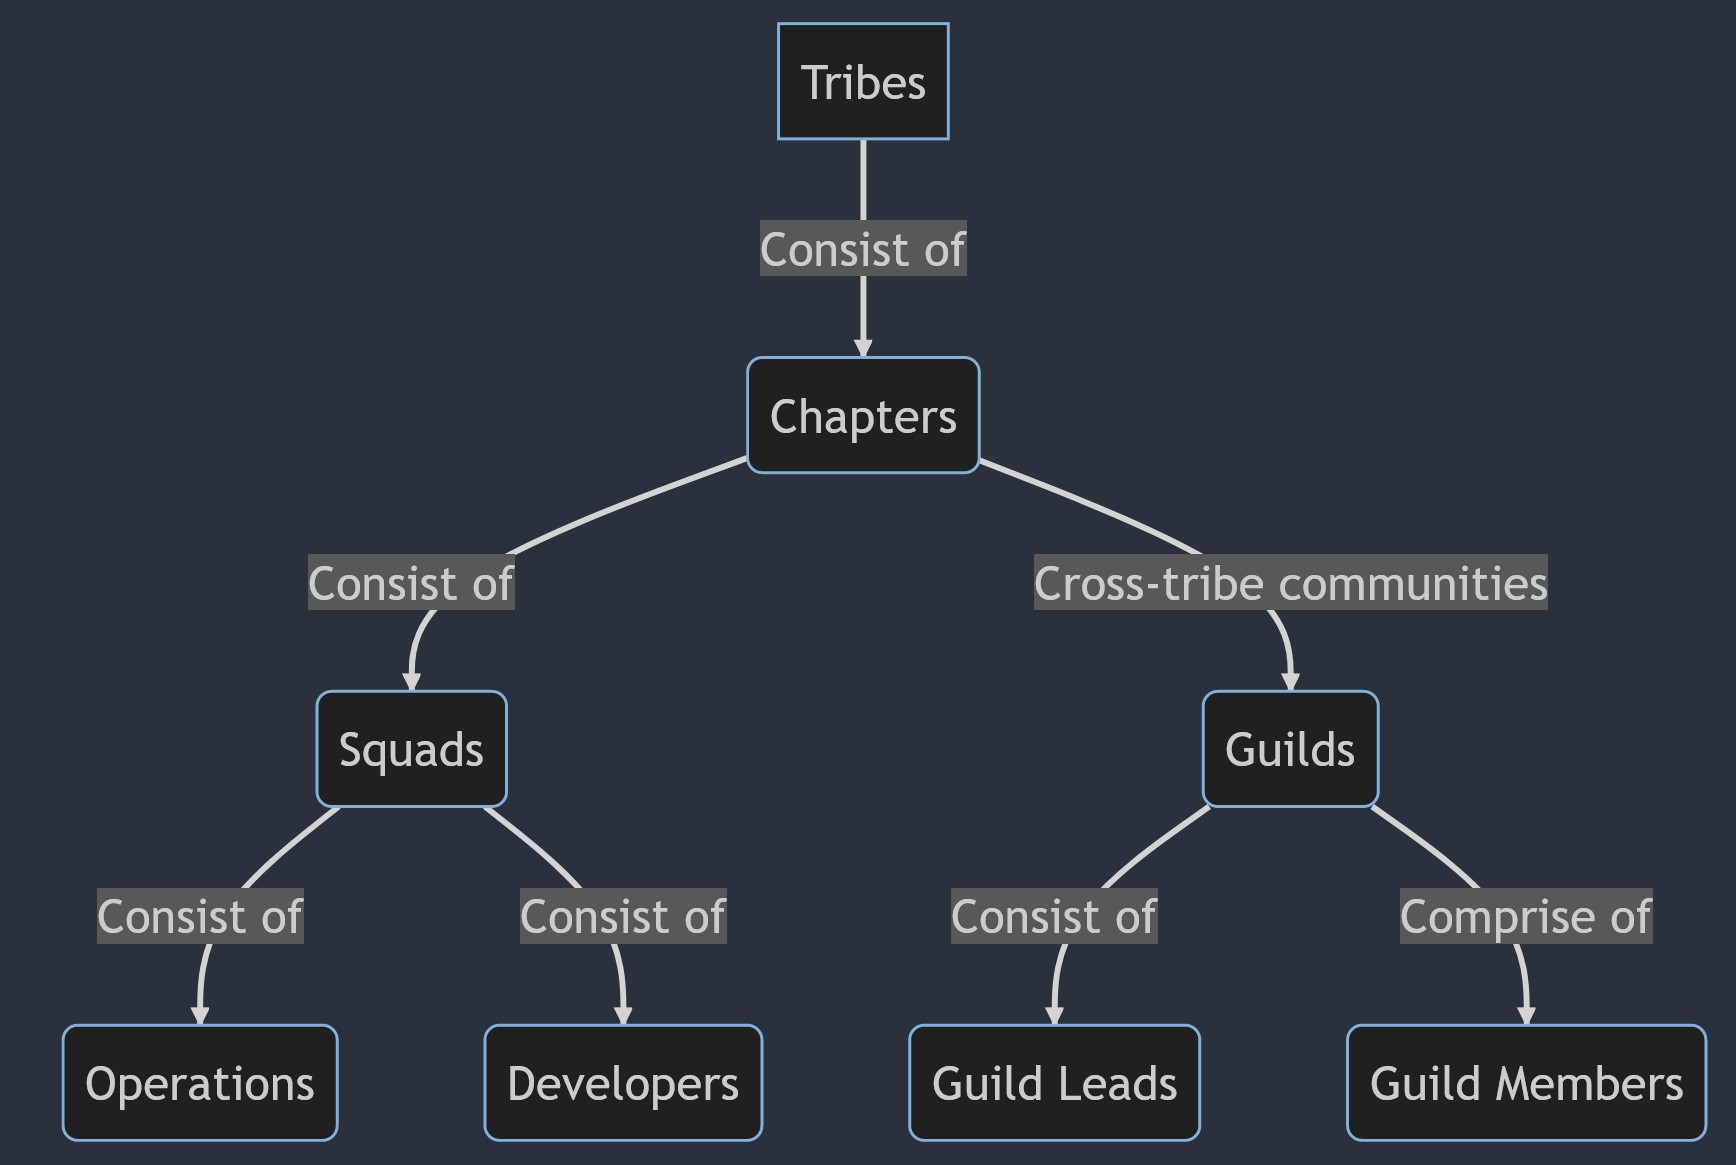 Tribes
Consist of
Chapters
Consist of
Cross-tribe communities
Squads
Guilds
Consist of
Consist of
Consist of
Comprise of
Operations
Developers
Guild Leads
Guild Members